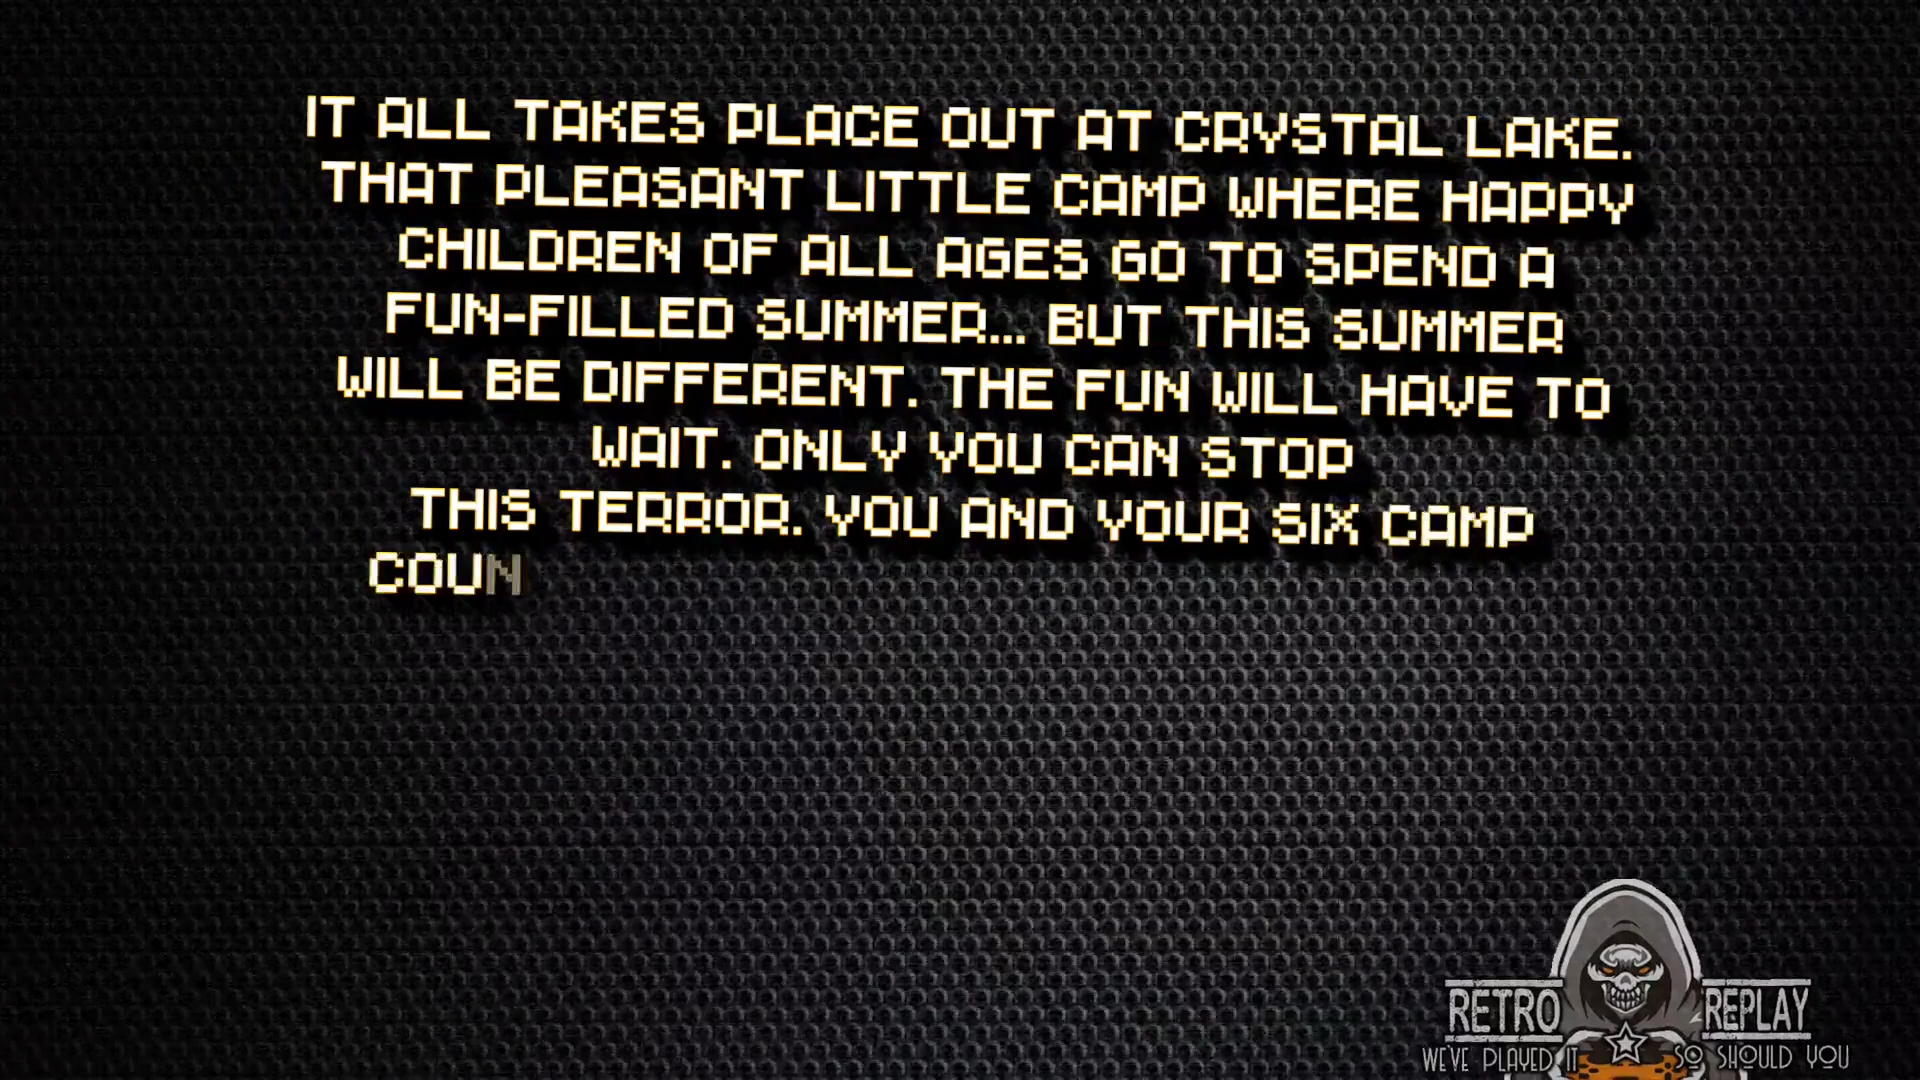 IT ALL TAKES PLACE OUT AT CRYSTAL LAKE.
THAT PLEASANT LITTLE CAMP WHERE HAPPY
CHILDREN OF ALL AGES GO TO SPEND A
FUN-FILLED SUMMER... BUT THIS SUMMER
WILL BE DIFFERENT. THE FUN WILL HAVE TO
WAIT. ONLY YOU CAN STOP
THIS TERROR. YOU AND YOUR SIX CAMP
COUN
RETRO REPLAY
WE'VE PLAYED IT SO SHOULD YOU